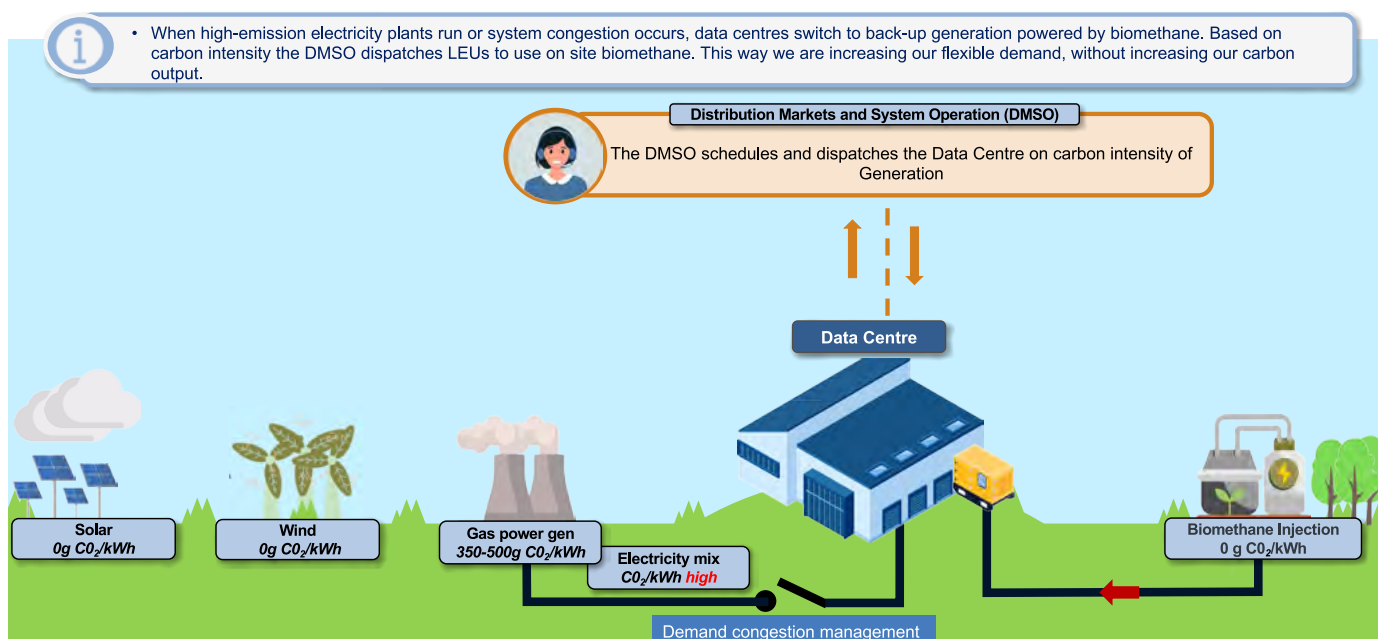 • When high-emission electricity plants run or system congestion occurs, data centres switch to back-up generation powered by biomethane. Based on
carbon intensity the DMSO dispatches LEUs to use on site biomethane. This way we are increasing our flexible demand, without increasing our carbon
output.
Distribution Markets and System Operation (DMSO)
The DMSO schedules and dispatches the Data Centre on carbon intensity of
Generation
Data Centre
Solar
0g C0₂/kWh
Wind
0g C0₂/kWh
Gas power gen
350-500g C0₂/kWh
Electricity mix
C0₂/kWh high
Biomethane Injection
0 g C0₂/kWh
Demand congestion management